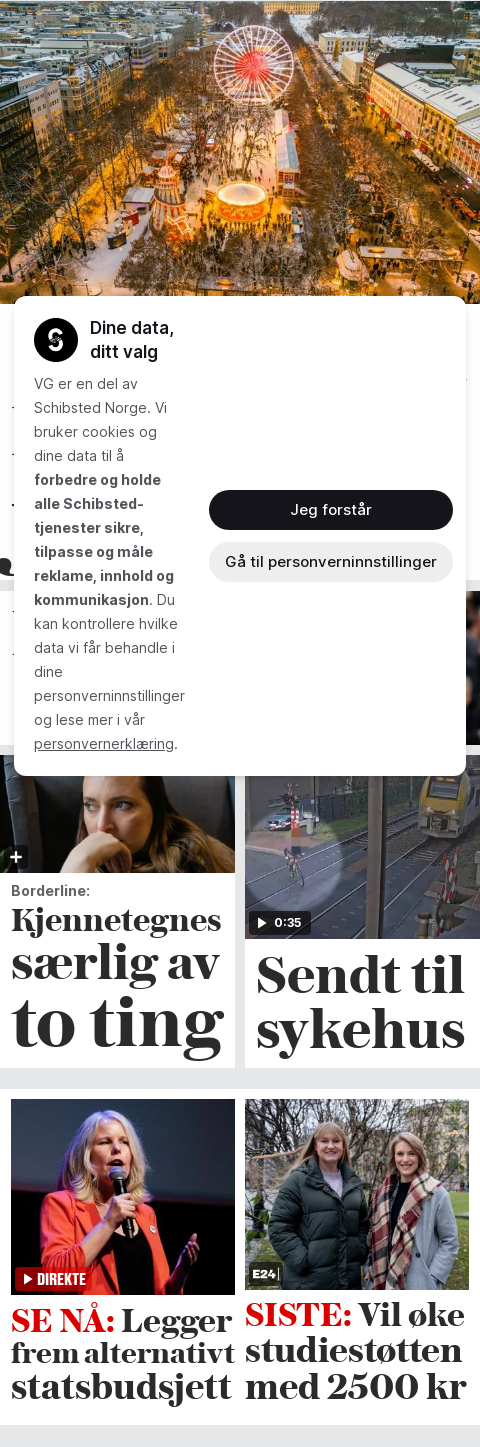 Dine data,
ditt valg
VG er en del av
Schibsted Norge. Vi
bruker cookies og
dine data til å
forbedre og holde
alle Schibsted-
tjenester sikre,
tilpasse og måle
reklame, innhold og
kommunikasjon. Du
kan kontrollere hvilke
data vi får behandle i
dine
personverninnstillinger
og lese mer i vår
personvernerklæring.
Jeg forstår
Gå til personverninnstillinger
Borderline:
Kjennetegnes
særlig av
to ting
0:35
Sendt til
sykehus
DIREKTE
SE NÅ: Legger
frem alternativt
statsbudsjett
E24
SISTE: Vil øke
studiestøtten
med 2500 kr